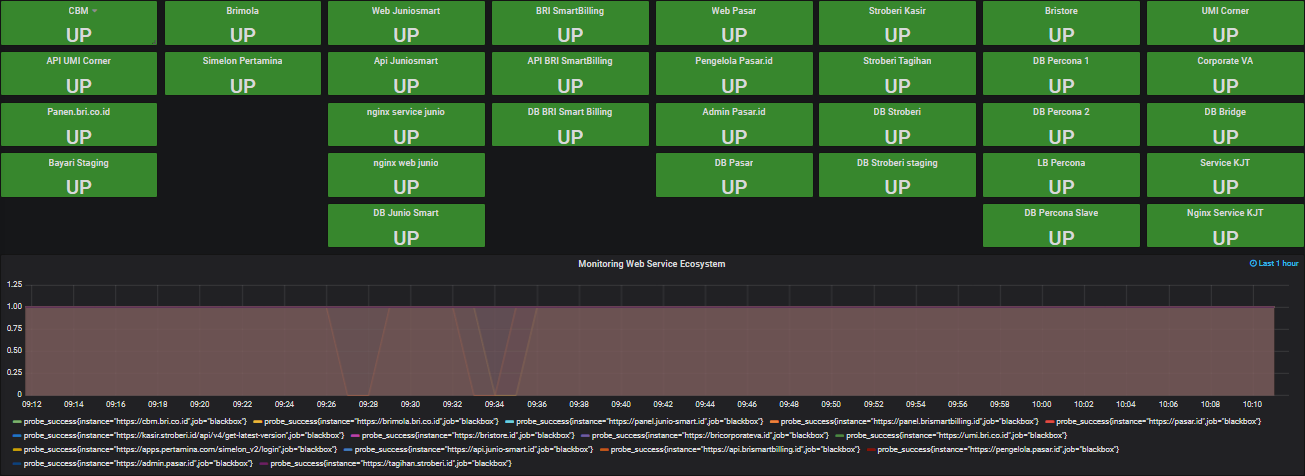 CBM Brimola Web Juniosmart BRI SmartBilling Web Pasar Stroberi Kasir Bristore UMI Corner
UP UP UP UP UP UP UP UP
API UMI Corner Simelon Pertamina Api Juniosmart API BRI SmartBilling Pengelola Pasar.id Stroberi Tagihan DB Percona 1 Corporate VA
UP UP UP UP UP UP UP UP
Panen.bri.co.id nginx service junio DB BRI Smart Billing Admin Pasar.id DB Stroberi DB Percona 2 DB Bridge
UP UP UP UP UP UP UP
Bayari Staging nginx web junio DB Pasar DB Stroberi staging LB Percona Service KJT
UP UP UP UP UP UP
DB Junio Smart DB Percona Slave Nginx Service KJT
UP UP UP
Monitoring Web Service Ecosystem Last 1 hour
1.25
1.00
0.75
0.50
0.25
0
09:12 09:14 09:16 09:18 09:20 09:22 09:24 09:26 09:28 09:30 09:32 09:34 09:36 09:38 09:40 09:42 09:44 09:46 09:48 09:50 09:52 09:54 09:56 09:58 10:00 10:02 10:04 10:06 10:08 10:10
probe_success{instance="https://cbm.bri.co.id",job="blackbox"} probe_success{instance="https://brimola.bri.co.id",job="blackbox"} probe_success{instance="https://panel.junio-smart.id",job="blackbox"} probe_success{instance="https://panel.brismartbilling.id",job="blackbox"} probe_success{instance="https://pasar.id",job="blackbox"}
probe_success{instance="https://kasir.stroberi.id/api/v4/get-latest-version",job="blackbox"} probe_success{instance="https://bristore.id",job="blackbox"} probe_success{instance="https://bricorporateva.id",job="blackbox"} probe_success{instance="https://umi.bri.co.id",job="blackbox"}
probe_success{instance="https://apps.pertamina.com/simelon_v2/login",job="blackbox"} probe_success{instance="https://api.junio-smart.id",job="blackbox"} probe_success{instance="https://api.brismartbilling.id",job="blackbox"} probe_success{instance="https://pengelola.pasar.id",job="blackbox"}
probe_success{instance="https://admin.pasar.id",job="blackbox"} probe_success{instance="https://tagihan.stroberi.id",job="blackbox"}